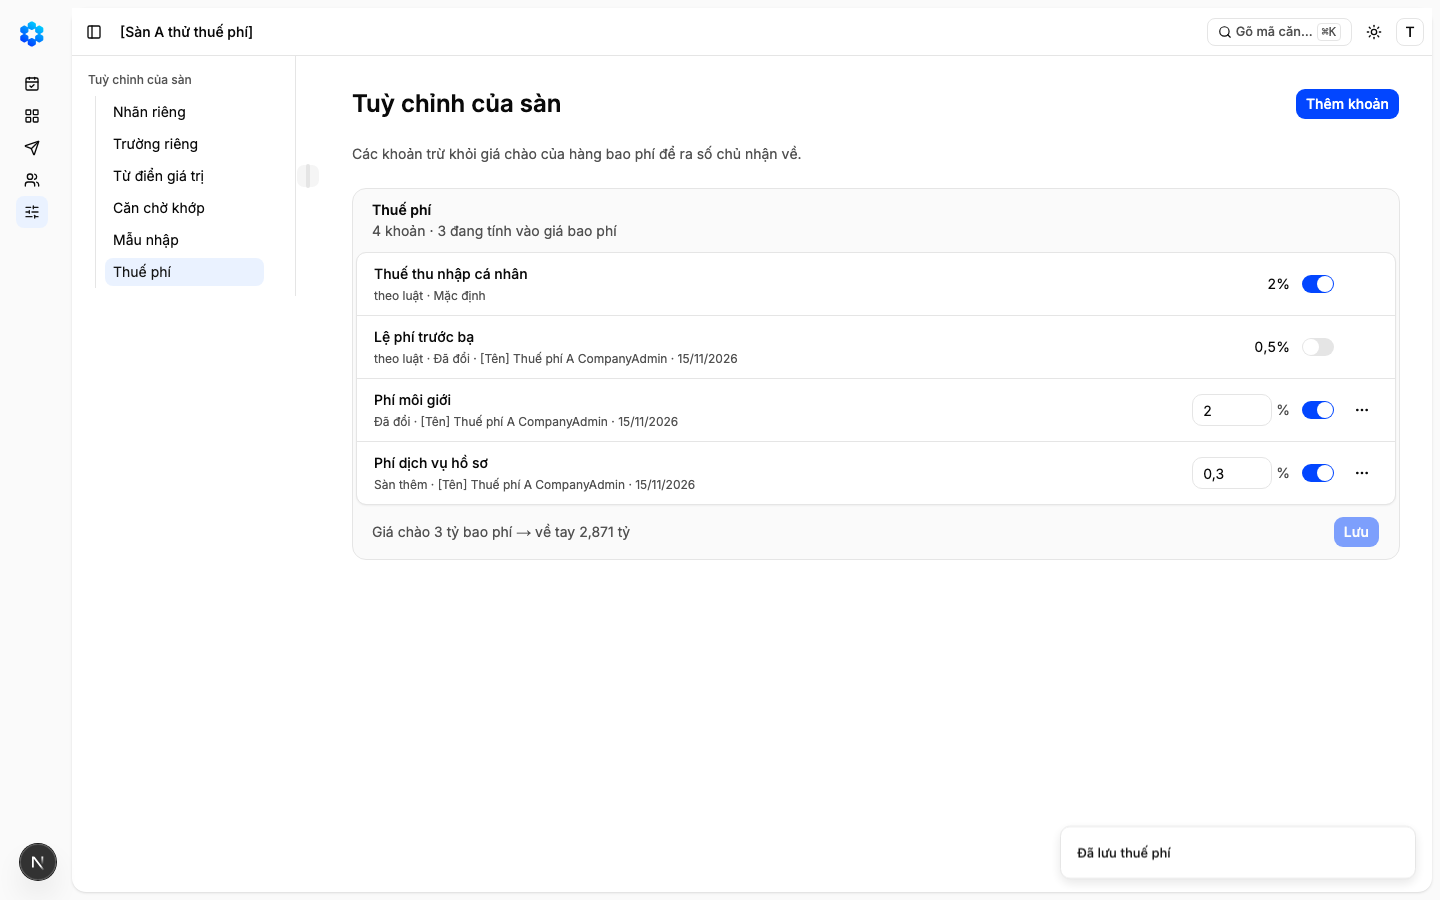 [Sàn A thử thuế phí]
Gõ mã căn... ⌘K
T
Tuỳ chỉnh của sàn
Nhãn riêng
Trường riêng
Từ điển giá trị
Căn chờ khớp
Mẫu nhập
Thuế phí
Tuỳ chỉnh của sàn
Thêm khoản
Các khoản trừ khỏi giá chào của hàng bao phí để ra số chủ nhận về.
Thuế phí
4 khoản · 3 đang tính vào giá bao phí
Thuế thu nhập cá nhân
theo luật · Mặc định
2%
Lệ phí trước bạ
theo luật · Đã đổi · [Tên] Thuế phí A CompanyAdmin · 15/11/2026
0,5%
Phí môi giới
Đã đổi · [Tên] Thuế phí A CompanyAdmin · 15/11/2026
2 %
Phí dịch vụ hồ sơ
Sàn thêm · [Tên] Thuế phí A CompanyAdmin · 15/11/2026
0,3 %
Giá chào 3 tỷ bao phí → về tay 2,871 tỷ
Lưu
N
Đã lưu thuế phí